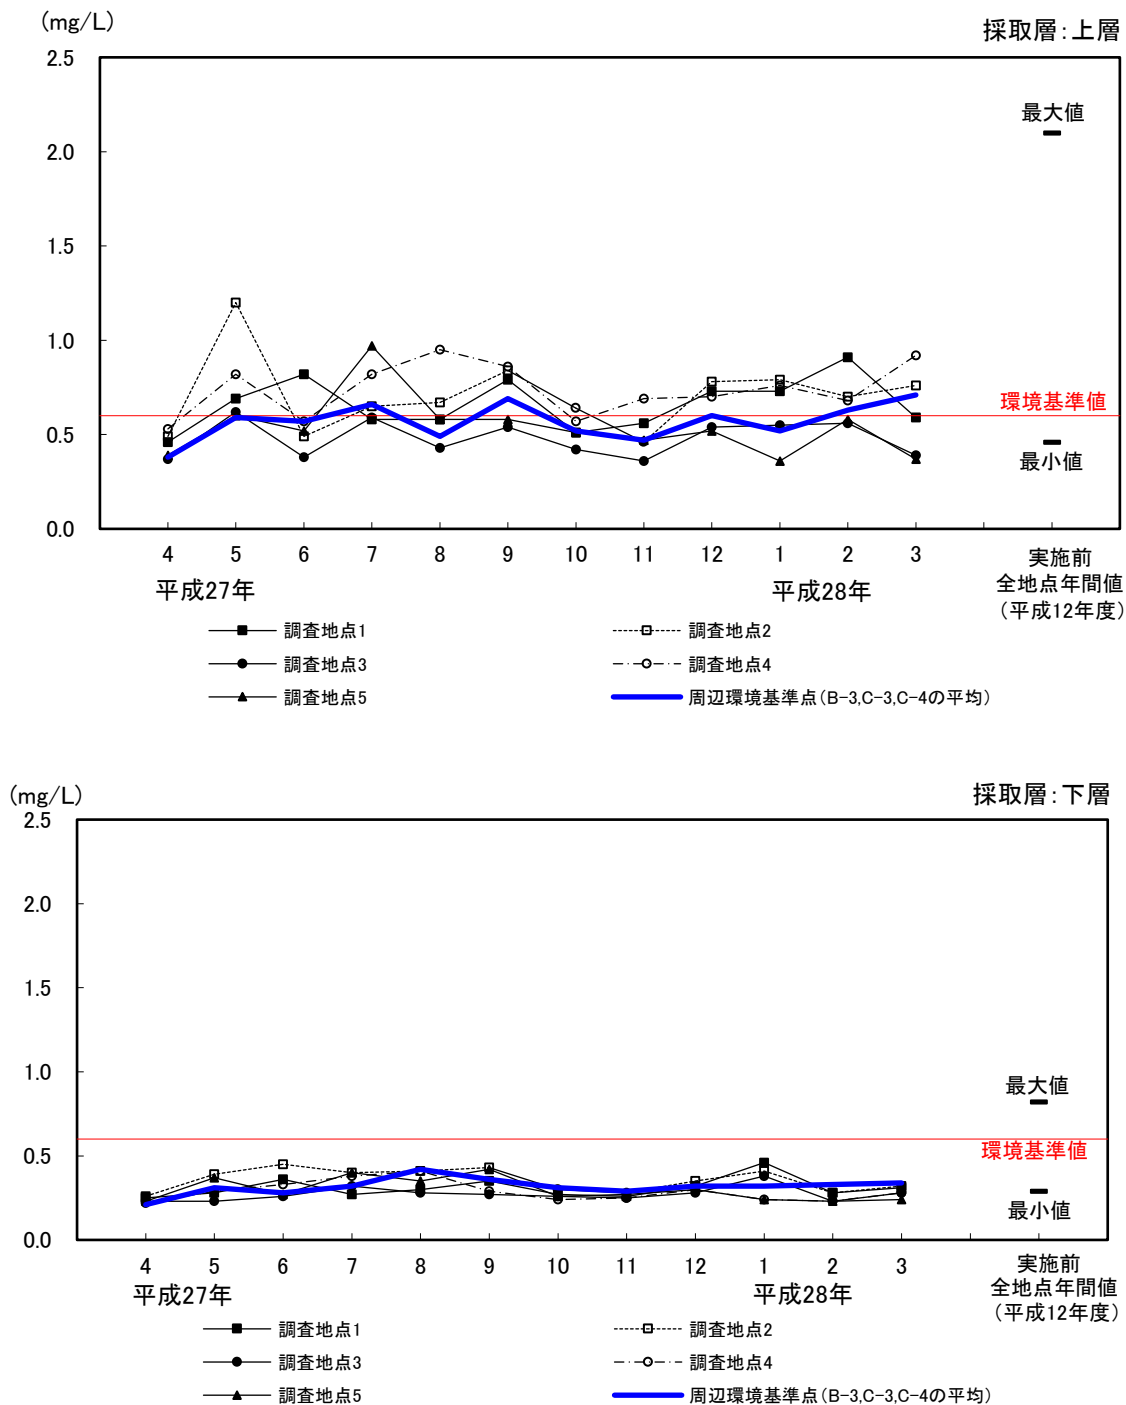 (mg/L)
採取層:上層
2.5
最大値
2.0
1.5
1.0
環境基準値
0.5
最小値
0.0
4 5 6 7 8 9 10 11 12 1 2 3
実施前
全地点年間値
(平成12年度)
平成27年 平成28年
調査地点1 調査地点2
調査地点3 調査地点4
調査地点5 周辺環境基準点(B-3,C-3,C-4の平均)
(mg/L)
採取層:下層
2.5
2.0
1.5
1.0
最大値
環境基準値
0.5
最小値
0.0
4 5 6 7 8 9 10 11 12 1 2 3
実施前
全地点年間値
(平成12年度)
平成27年 平成28年
調査地点1 調査地点2
調査地点3 調査地点4
調査地点5 周辺環境基準点(B-3,C-3,C-4の平均)